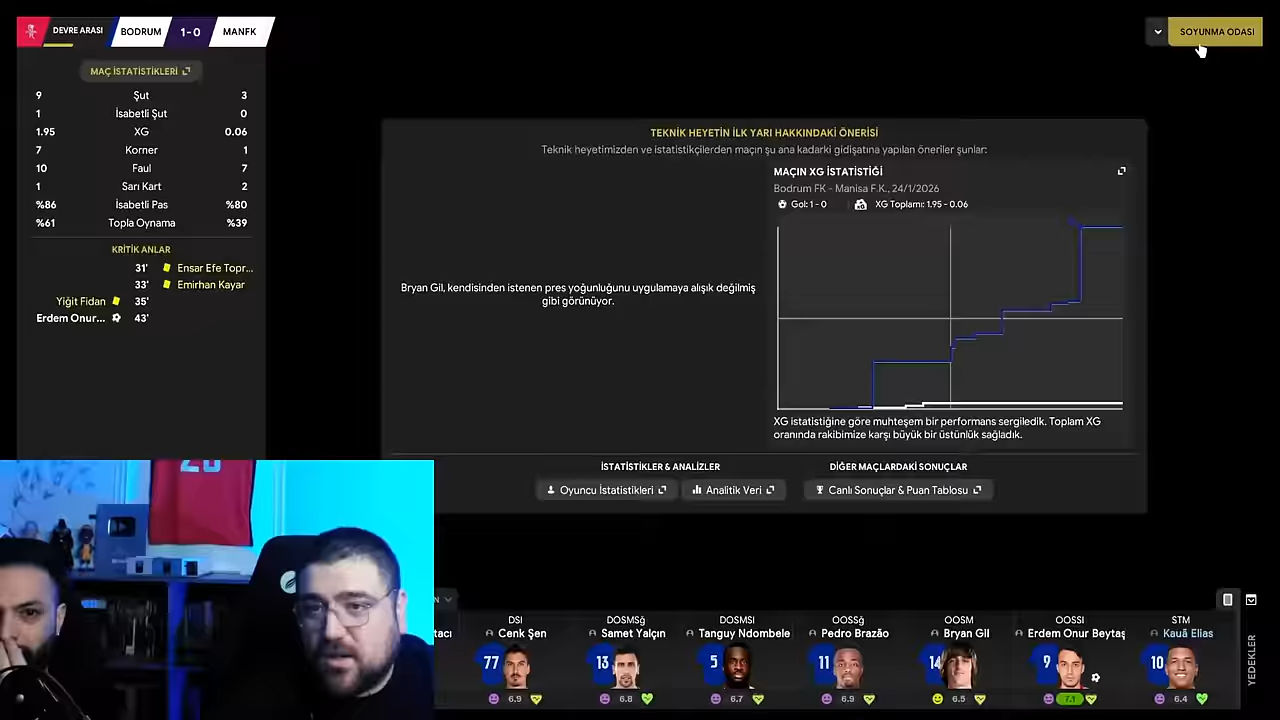 DEVRE ARASI
BODRUM
1-0
MANFK
SOYUNMA ODASI
MAÇ İSTATİSTİKLERİ
9 Şut 3
1 İsabetli Şut 0
1.95 XG 0.06
7 Korner 1
10 Faul 7
1 Sarı Kart 2
%86 İsabetli Pas %80
%61 Topla Oynama %39
KRİTİK ANLAR
31' Ensar Efe Topr...
33' Emirhan Kayar
Yiğit Fidan 35'
Erdem Onur... 43'
TEKNİK HEYETİN İLK YARI HAKKINDAKİ ÖNERİSİ
Teknik heyetimizden ve istatistikçilerden maçın şu ana kadarki gidişatına yapılan öneriler şunlar:
Bryan Gil, kendisinden istenen pres yoğunluğunu uygulamaya alışık değilmiş
gibi görünüyor.
MAÇIN XG İSTATİSTİĞİ
Bodrum FK - Manisa F.K., 24/1/2026
Gol: 1 - 0 XG Toplamı: 1.95 - 0.06
XG istatistiğine göre muhteşem bir performans sergiledik. Toplam XG
oranında rakibimize karşı büyük bir üstünlük sağladık.
İSTATİSTİKLER & ANALİZLER
Oyuncu İstatistikleri
Analitik Veri
DİĞER MAÇLARDAKİ SONUÇLAR
Canlı Sonuçlar & Puan Tablosu
N
tacı
DSI
Cenk Şen
77
6.9
DOSMSğ
Samet Yalçın
13
6.8
DOSMSI
Tanguy Ndombele
5
6.7
OOSSğ
Pedro Brazão
11
6.9
OOSM
Bryan Gil
14
6.5
OOSSI
Erdem Onur Beytaş
9
7.1
STM
Kauã Elias
10
6.4
YEDEKLER